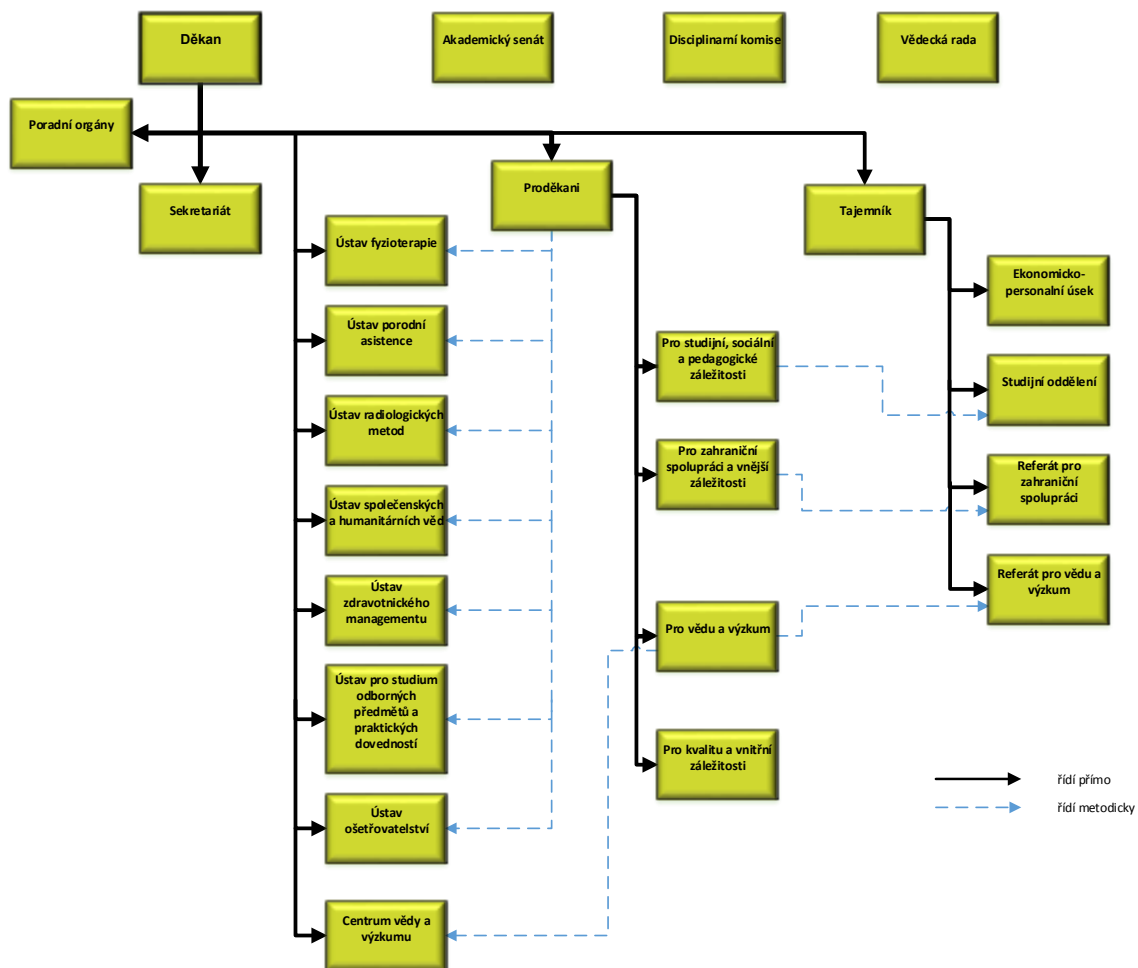 Děkan
Akademický senát
Disciplinarní komise
Vědecká rada
Poradní orgány
Sekretariát
Proděkani
Tajemník
Ústav fyzioterapie
Ústav porodní
asistence
Ústav radiologických
metod
Ústav společenských
a humanitárních věd
Ústav
zdravotnického
managementu
Ústav pro studium
odborných
předmětů a
praktických
dovedností
Ústav
ošetřovatelství
Centrum vědy a
výzkumu
Pro studijní, sociální
a pedagogické
záležitosti
Pro zahraniční
spolupráci a vnější
záležitosti
Pro vědu a výzkum
Pro kvalitu a vnitřní
záležitosti
Ekonomicko-
personalní úsek
Studijní oddělení
Referát pro
zahraniční
spolupráci
Referát pro vědu a
výzkum
řídí přímo
řídí metodicky